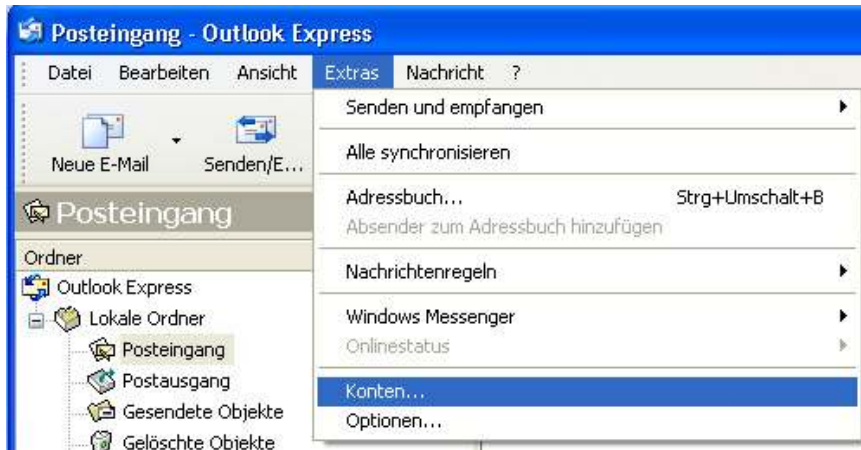 Posteingang - Outlook Express
Datei Bearbeiten Ansicht Extras Nachricht ?
Neue E-Mail Senden/E...
Posteingang
Ordner
Outlook Express
Lokale Ordner
Posteingang
Postausgang
Gesendete Objekte
Gelöschte Objekte
Senden und empfangen
Alle synchronisieren
Adressbuch... Strg+Umschalt+B
Absender zum Adressbuch hinzufügen
Nachrichtenregeln
Windows Messenger
Onlinestatus
Konten...
Optionen...